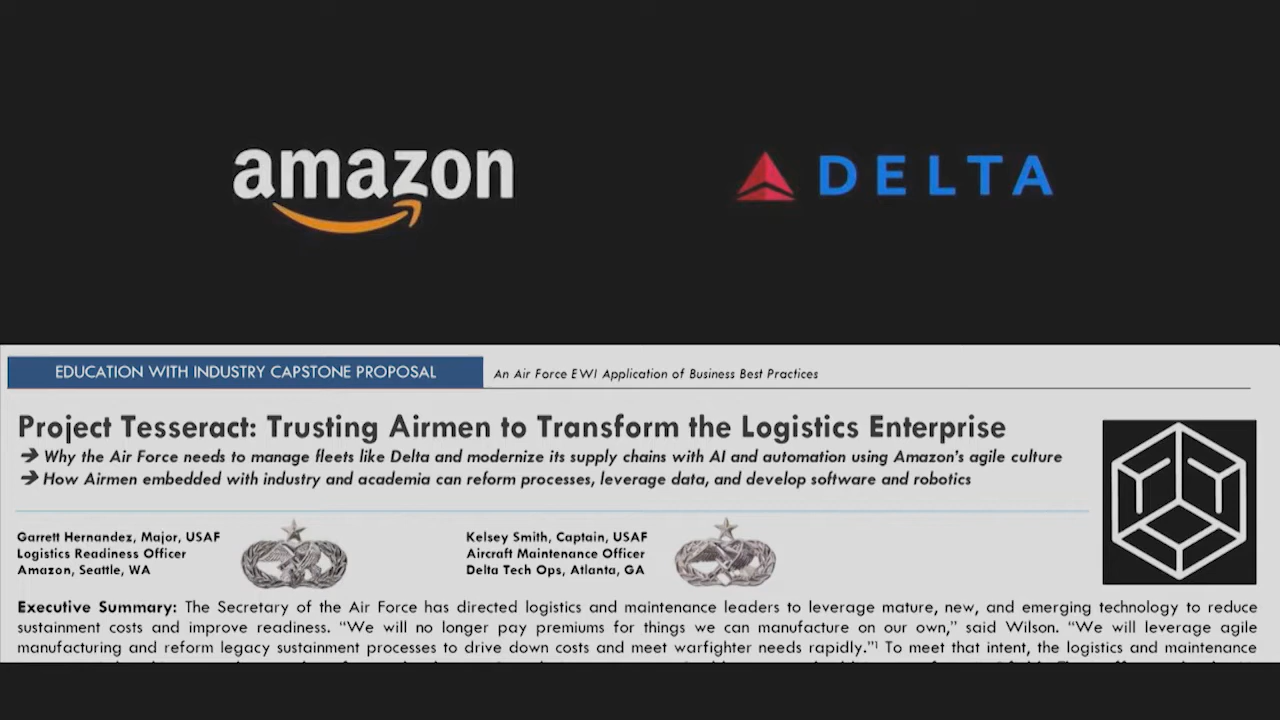 amazon
DELTA
EDUCATION WITH INDUSTRY CAPSTONE PROPOSAL
An Air Force EWI Application of Business Best Practices
Project Tesseract: Trusting Airmen to Transform the Logistics Enterprise
➔ Why the Air Force needs to manage fleets like Delta and modernize its supply chains with AI and automation using Amazon's agile culture
➔ How Airmen embedded with industry and academia can reform processes, leverage data, and develop software and robotics
Garrett Hernandez, Major, USAF
Logistics Readiness Officer
Amazon, Seattle, WA
Kelsey Smith, Captain, USAF
Aircraft Maintenance Officer
Delta Tech Ops, Atlanta, GA
Executive Summary: The Secretary of the Air Force has directed logistics and maintenance leaders to leverage mature, new, and emerging technology to reduce
sustainment costs and improve readiness. “We will no longer pay premiums for things we can manufacture on our own,” said Wilson. “We will leverage agile
manufacturing and reform legacy sustainment processes to drive down costs and meet warfighter needs rapidly.”¹ To meet that intent, the logistics and maintenance